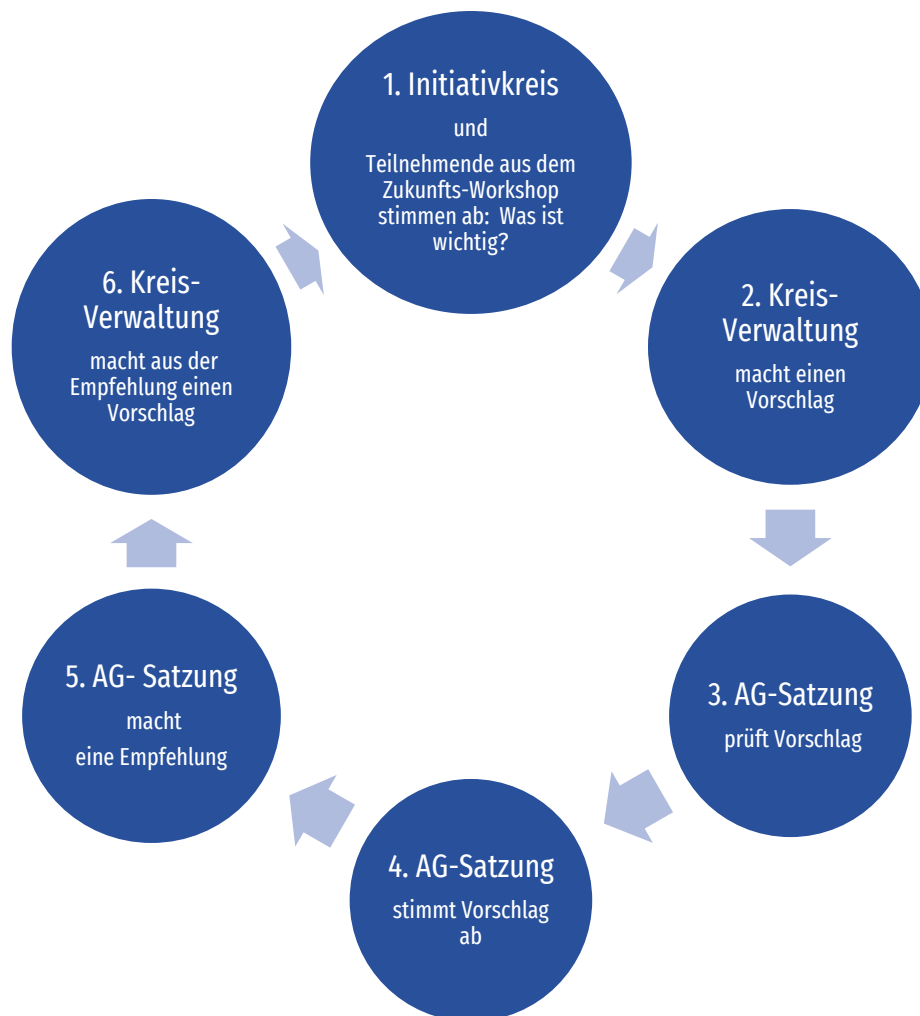 1. Initiativkreis
und
Teilnehmende aus dem
Zukunfts-Workshop
stimmen ab:  Was ist
wichtig?
2. Kreis-
Verwaltung
macht einen
Vorschlag
3. AG-Satzung
prüft Vorschlag
4. AG-Satzung
stimmt Vorschlag
ab
5. AG- Satzung
macht
eine Empfehlung
6. Kreis-
Verwaltung
macht aus der
Empfehlung einen
Vorschlag